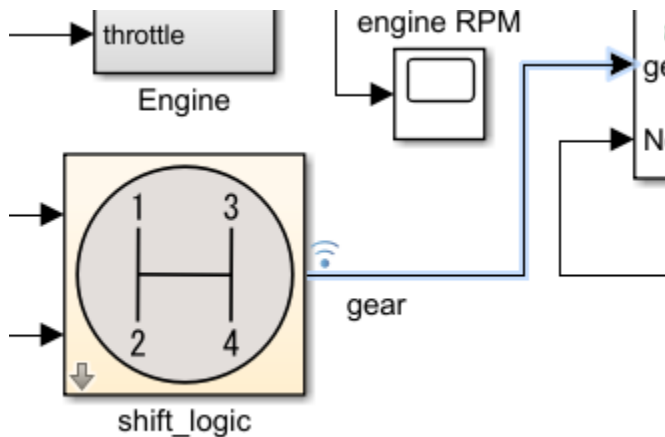 engine RPM
throttle
Engine
1 3
2 4
gear
shift_logic